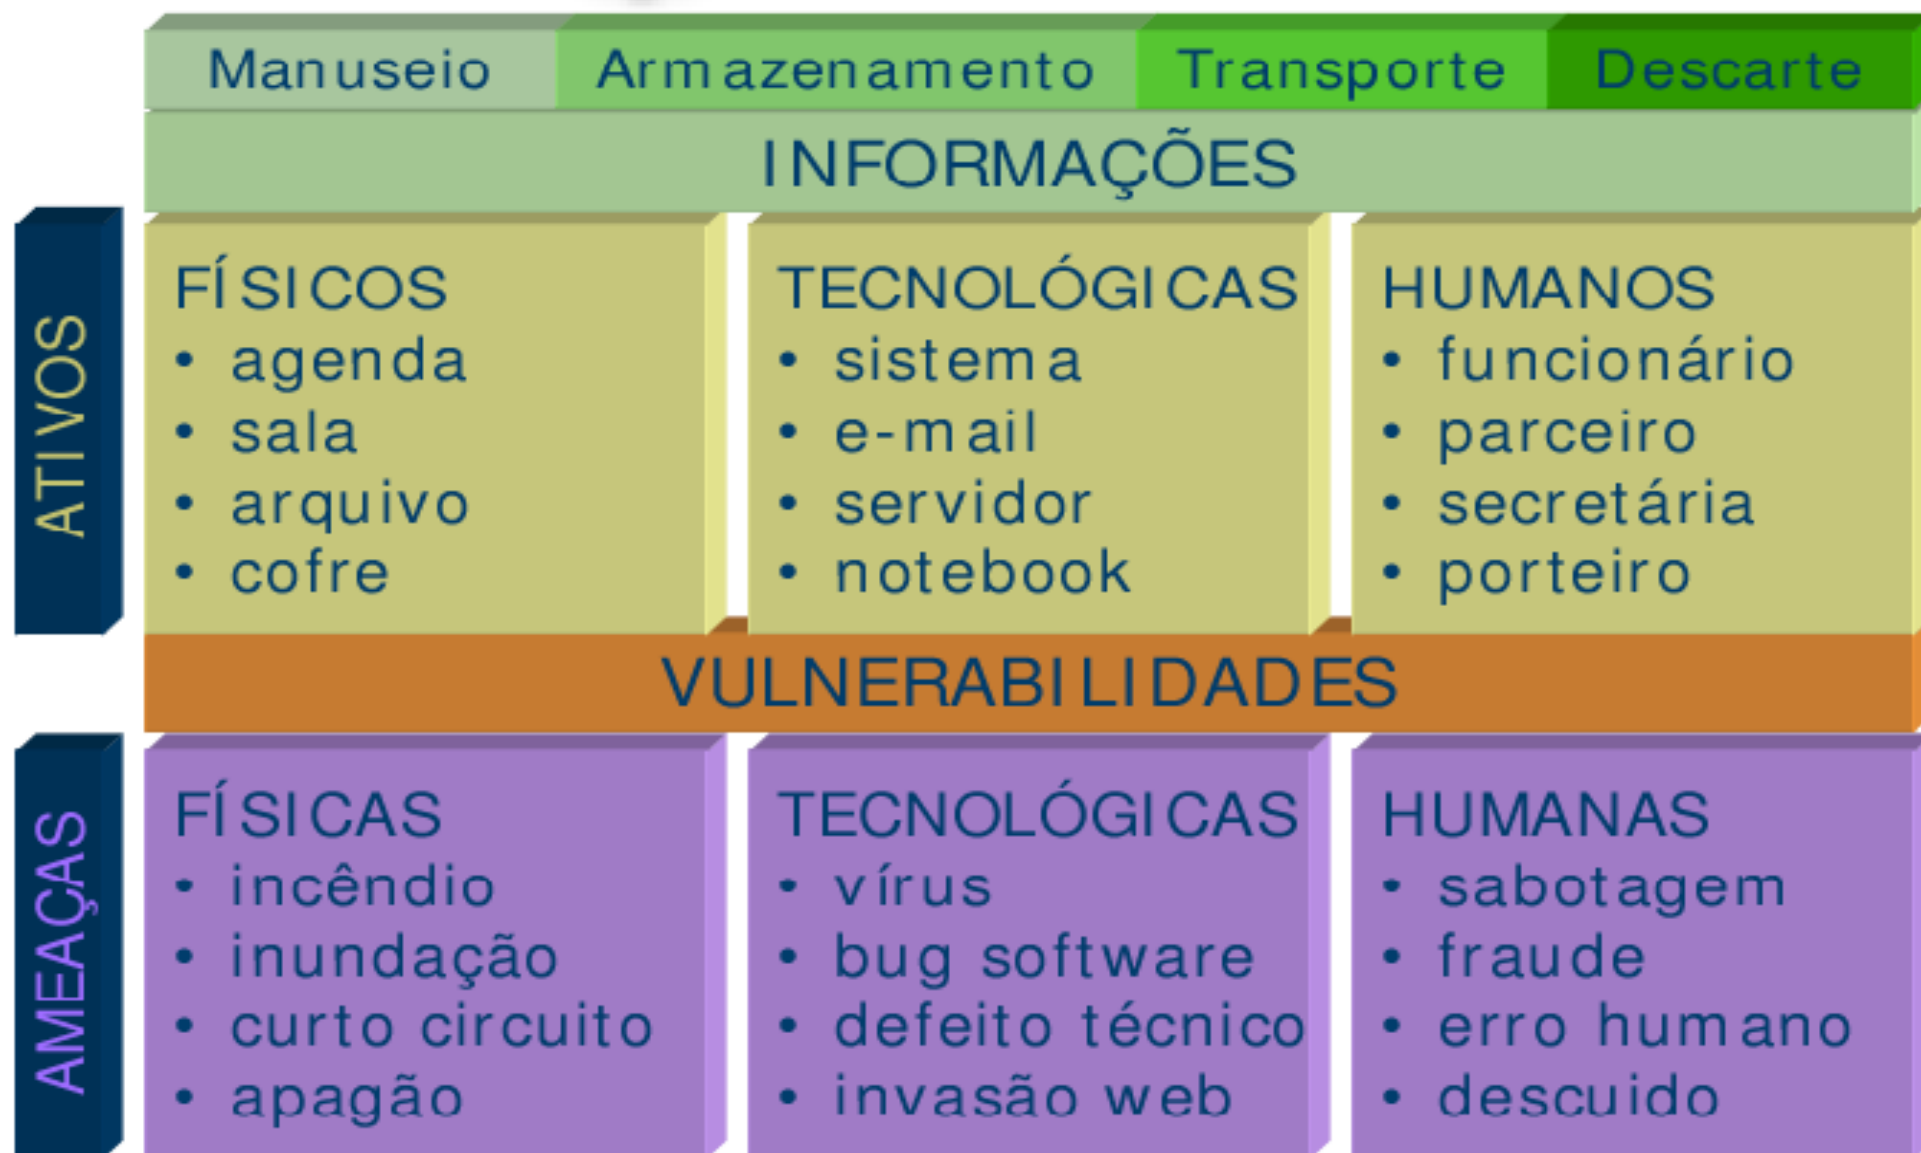 Manuseio Armazenamento Transporte Descarte
INFORMAÇÕES
ATIVOS
FÍSICOS
• agenda
• sala
• arquivo
• cofre
TECNOLÓGICAS
• sistema
• e-mail
• servidor
• notebook
HUMANOS
• funcionário
• parceiro
• secretária
• porteiro
VULNERABILIDADES
AMEAÇAS
FÍSICAS
• incêndio
• inundação
• curto circuito
• apagão
TECNOLÓGICAS
• vírus
• bug software
• defeito técnico
• invasão web
HUMANAS
• sabotagem
• fraude
• erro humano
• descuido